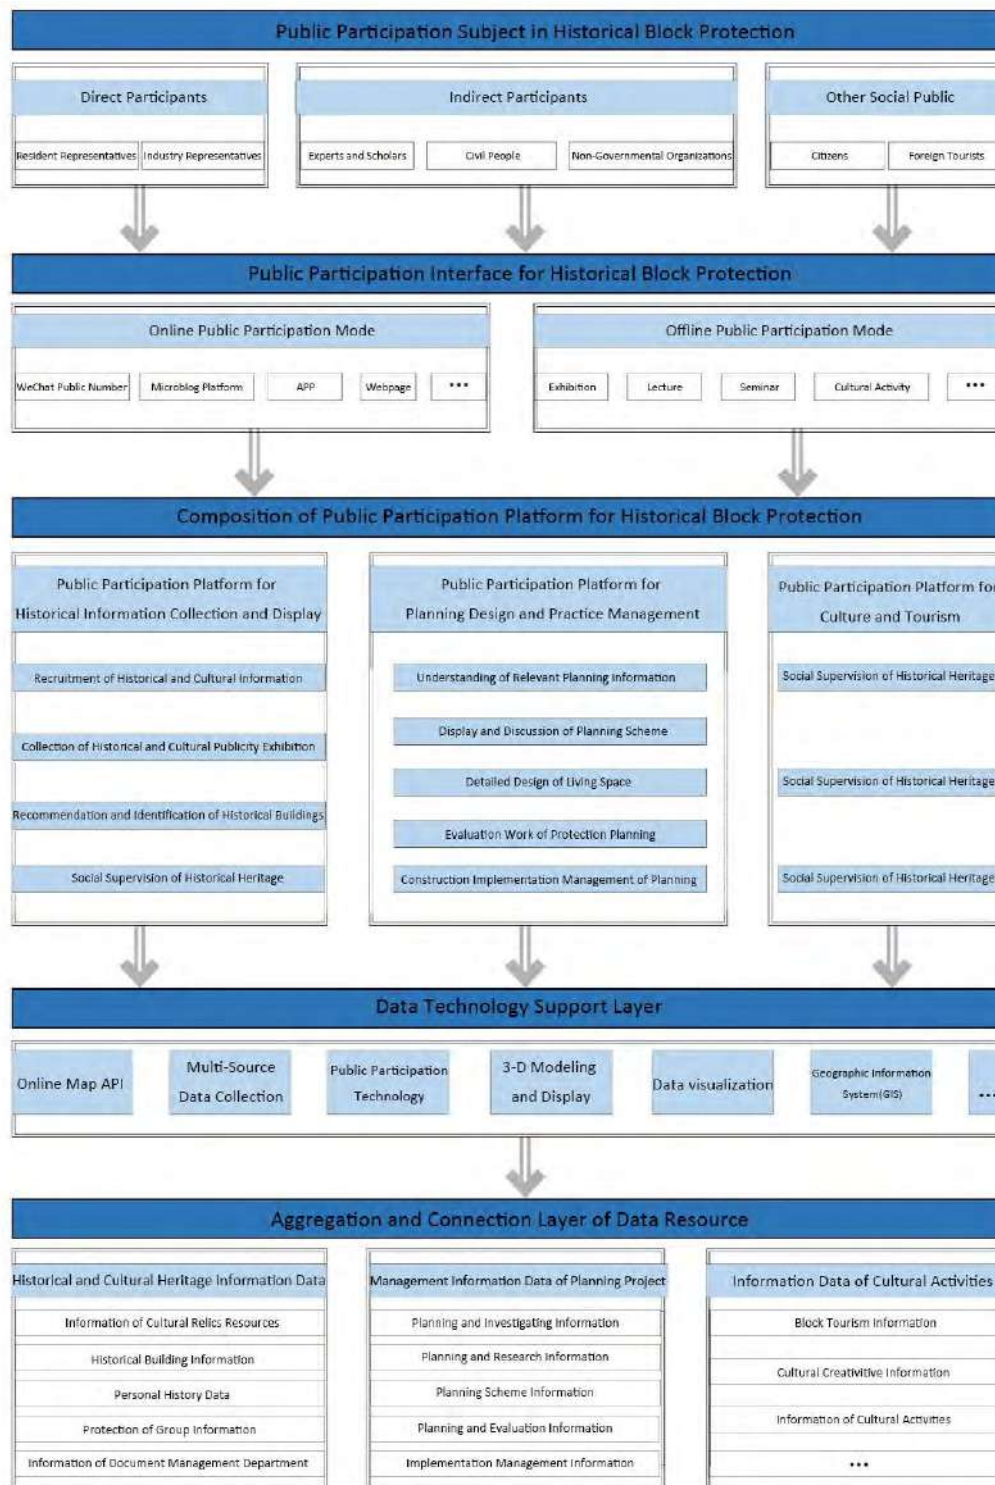 Public Participation Subject in Historical Block Protection
Direct Participants
Indirect Participants
Other Social Public
Resident Representatives
Industry Representatives
Experts and Scholars
Civil People
Non-Governmental Organizations
Citizens
Foreign Tourists
Public Participation Interface for Historical Block Protection
Online Public Participation Mode
Offline Public Participation Mode
WeChat Public Number
Microblog Platform
APP
Webpage
•••
Exhibition
Lecture
Seminar
Cultural Activity
•••
Composition of Public Participation Platform for Historical Block Protection
Public Participation Platform for
Historical Information Collection and Display
Recruitment of Historical and Cultural Information
Collection of Historical and Cultural Publicity Exhibition
Recommendation and Identification of Historical Buildings
Social Supervision of Historical Heritage
Public Participation Platform for
Planning Design and Practice Management
Understanding of Relevant Planning Information
Display and Discussion of Planning Scheme
Detailed Design of Living Space
Evaluation Work of Protection Planning
Construction Implementation Management of Planning
Public Participation Platform for
Culture and Tourism
Social Supervision of Historical Heritage
Social Supervision of Historical Heritage
Social Supervision of Historical Heritage
Data Technology Support Layer
Online Map API
Multi-Source
Data Collection
Public Participation
Technology
3-D Modeling
and Display
Data visualization
Geographic Information
System(GIS)
•••
Aggregation and Connection Layer of Data Resource
Historical and Cultural Heritage Information Data
Information of Cultural Relics Resources
Historical Building Information
Personal History Data
Protection of Group Information
Information of Document Management Department
Management Information Data of Planning Project
Planning and Investigating Information
Planning and Research Information
Planning Scheme Information
Planning and Evaluation Information
Implementation Management Information
Information Data of Cultural Activities
Block Tourism Information
Cultural Creativitive Information
Information of Cultural Activities
•••